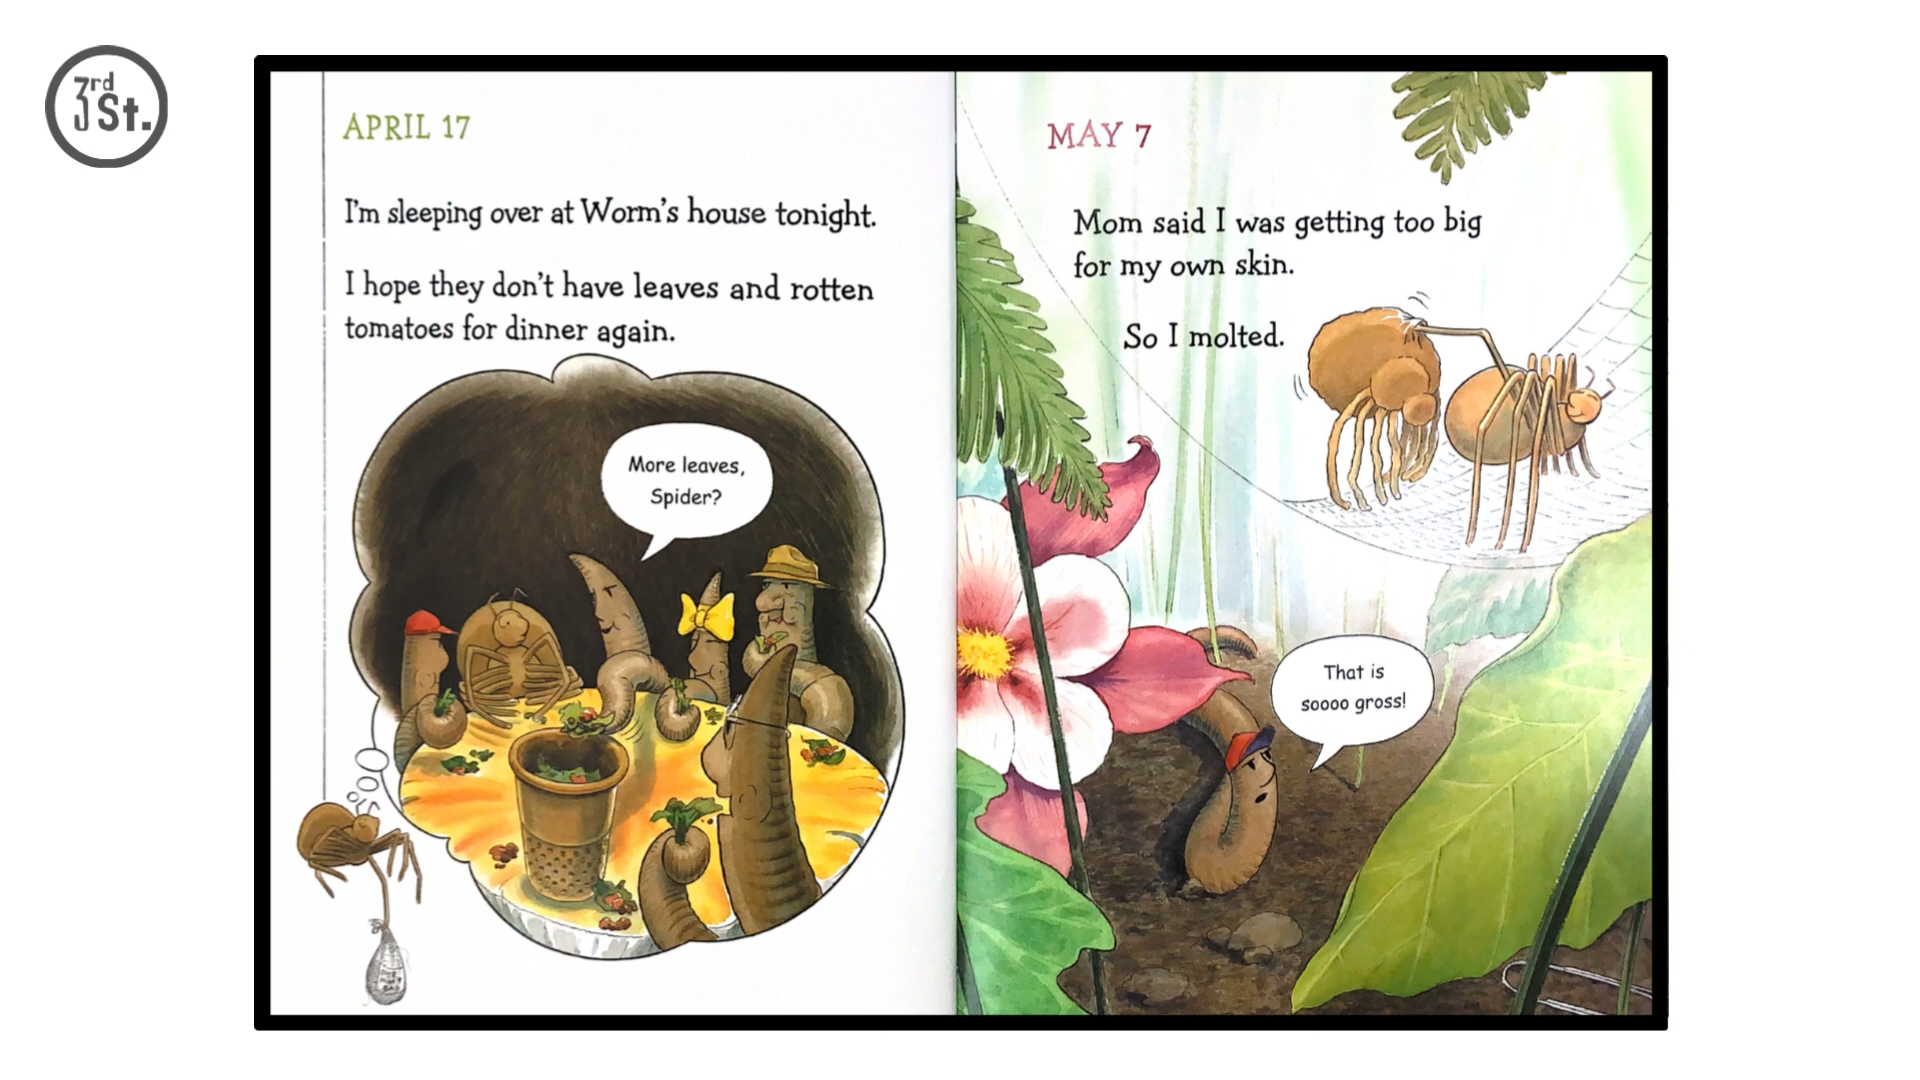 3rd
St.
APRIL 17
I'm sleeping over at Worm's house tonight.
I hope they don't have leaves and rotten
tomatoes for dinner again.
More leaves,
Spider?
MAY 7
Mom said I was getting too big
for my own skin.
So I molted.
That is
soooo gross!